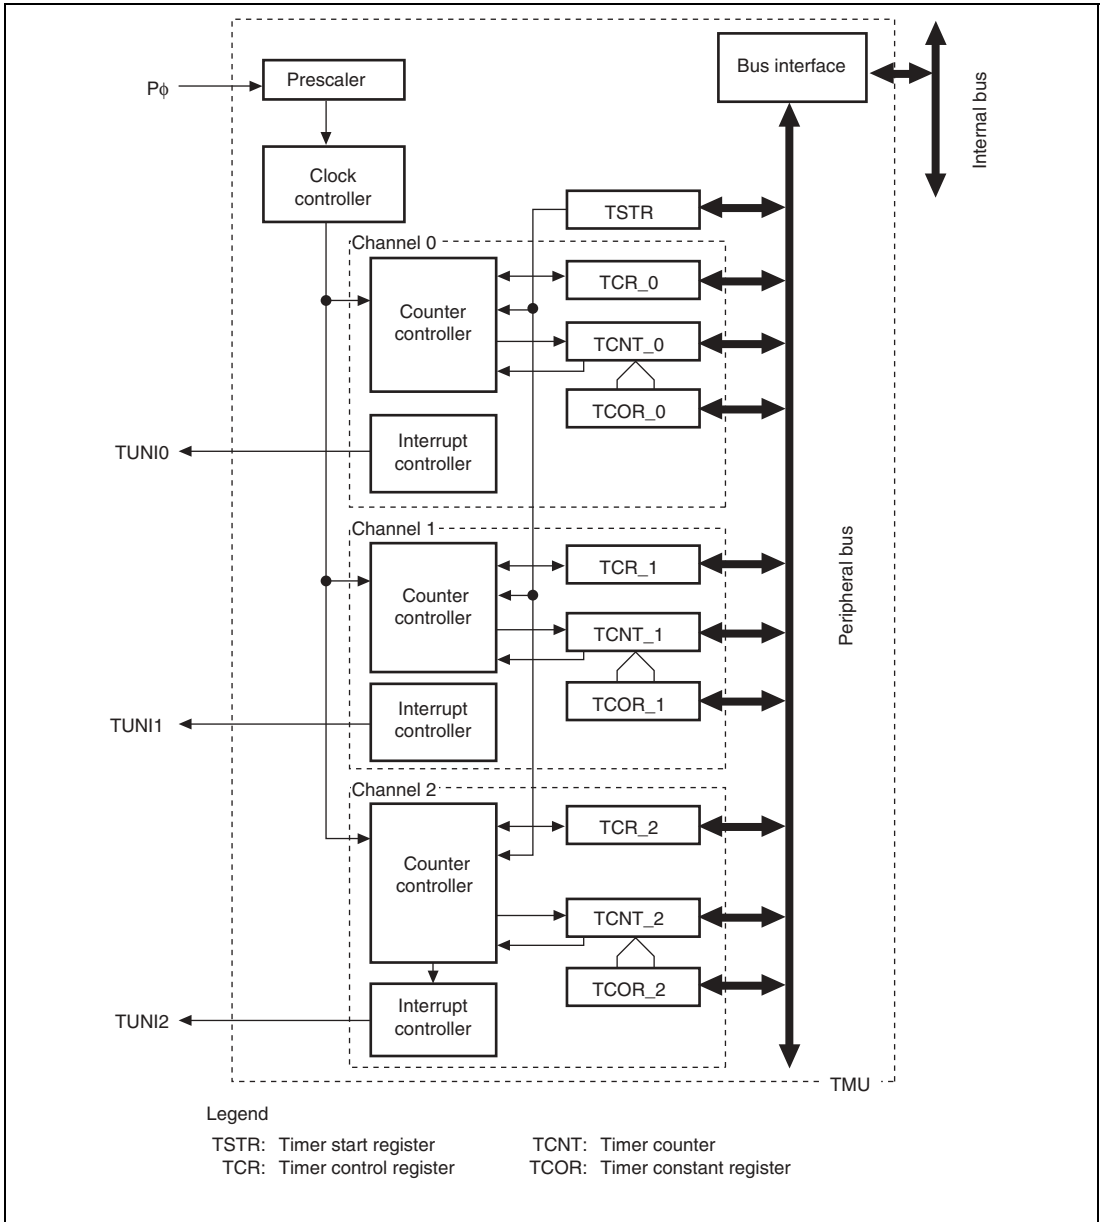 Prescaler
Bus interface
Pϕ
Internal bus
Clock
controller
TSTR
Channel 0
Counter
controller
TCR_0
TCNT_0
TCOR_0
Interrupt
controller
TUNI0
Channel 1
Counter
controller
TCR_1
TCNT_1
TCOR_1
Interrupt
controller
TUNI1
Peripheral bus
Channel 2
Counter
controller
TCR_2
TCNT_2
TCOR_2
Interrupt
controller
TUNI2
TMU
Legend
TSTR: Timer start register
TCNT: Timer counter
TCR: Timer control register
TCOR: Timer constant register